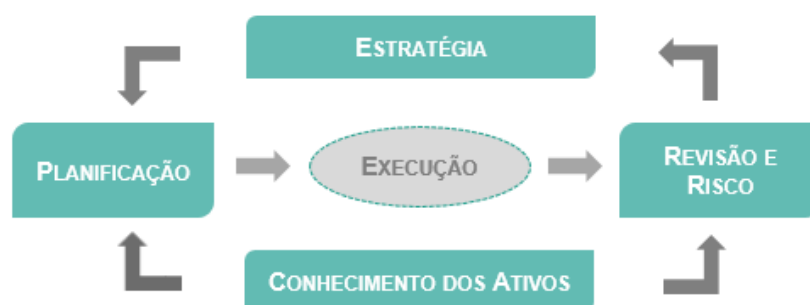 ESTRATÉGIA
PLANIFICAÇÃO
EXECUÇÃO
REVISÃO E
RISCO
CONHECIMENTO DOS ATIVOS